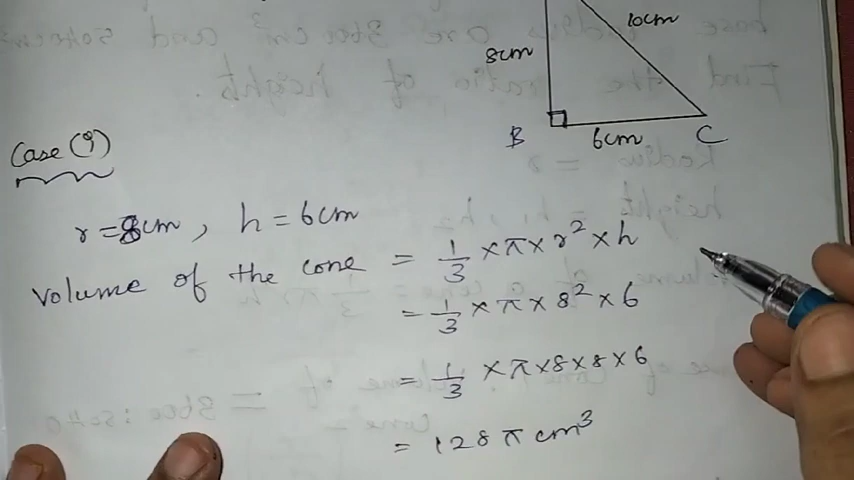 10cm
8cm
B
6cm
C
Case (i)
r=8cm, h=6cm
Volume of the cone = 1/3 × π × r² × h
= 1/3 × π × 8² × 6
= 1/3 × π × 8 × 8 × 6
= 128 π cm³